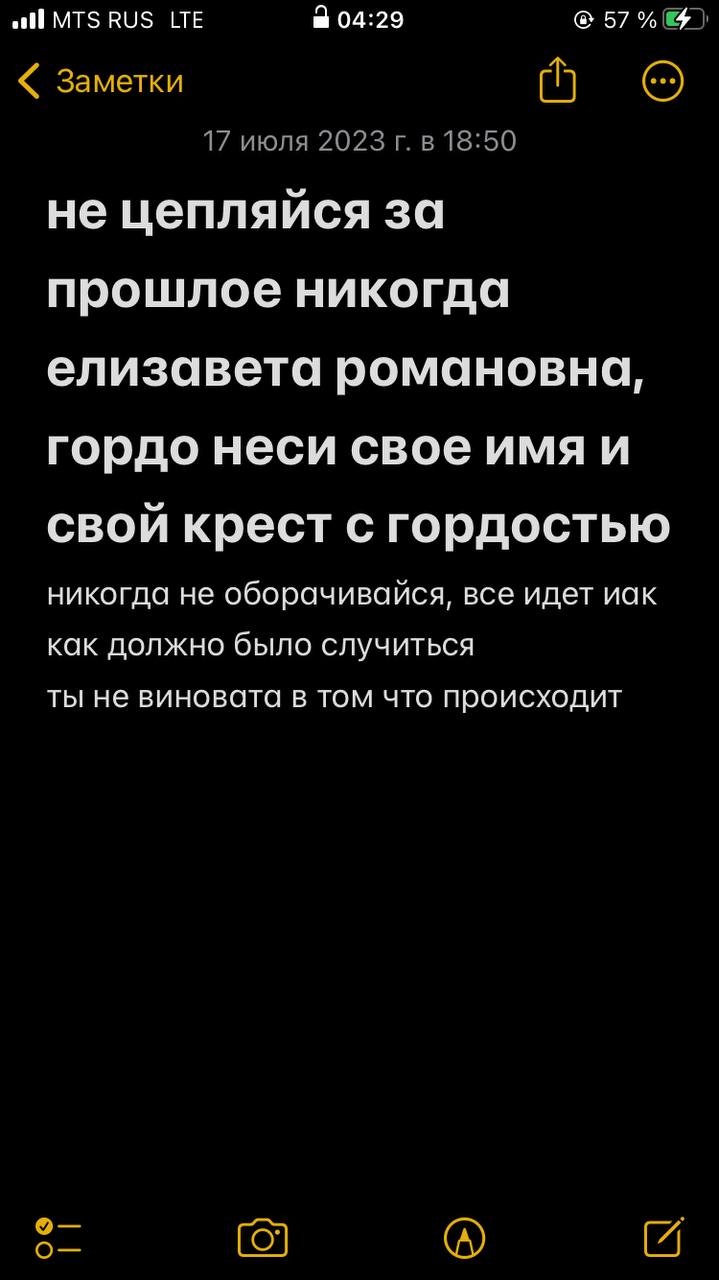 MTS RUS LTE 04:29 57 %
Заметки
17 июля 2023 г. в 18:50
не цепляйся за
прошлое никогда
елизавета романовна,
гордо неси свое имя и
свой крест с гордостью
никогда не оборачивайся, все идет иак
как должно было случиться
ты не виновата в том что происходит